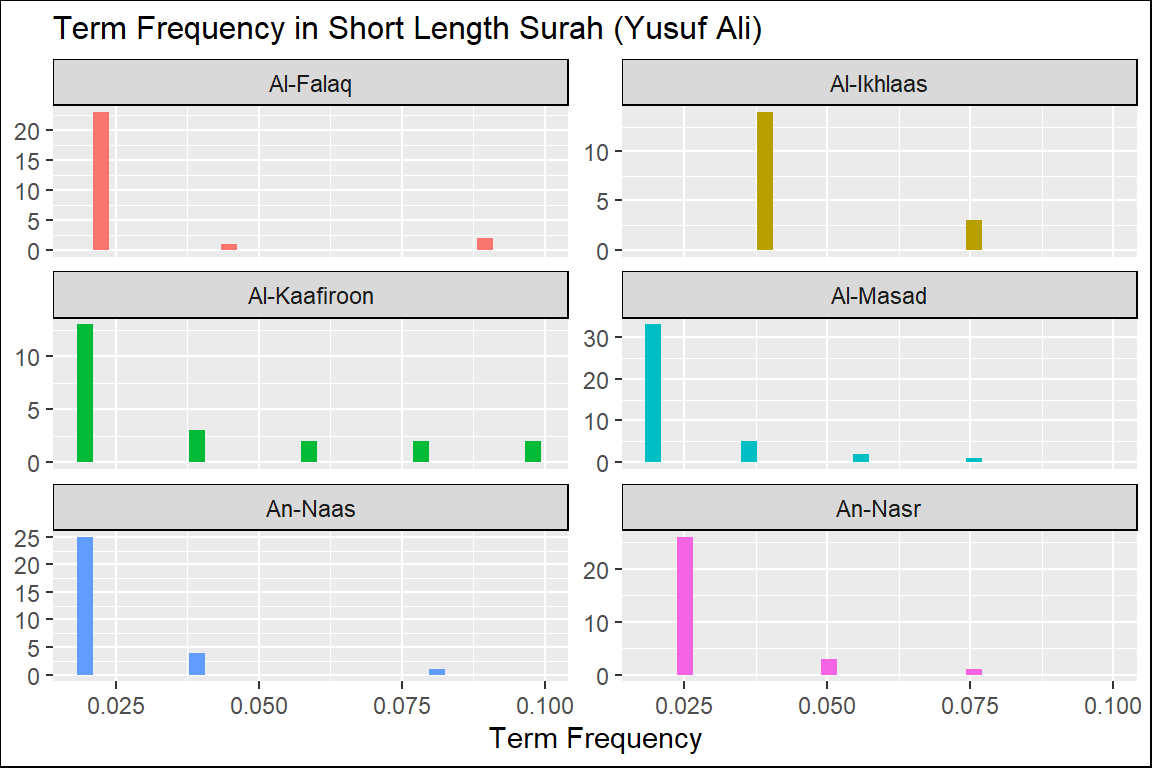 Term Frequency in Short Length Surah (Yusuf Ali)
Al-Falaq
Al-Ikhlaas
20
15
10
5
0
10
5
0
Al-Kaafiroon
Al-Masad
10
5
0
30
20
10
0
An-Naas
An-Nasr
25
20
15
10
5
0
20
10
0
0.025 0.050 0.075 0.100
0.025 0.050 0.075 0.100
Term Frequency